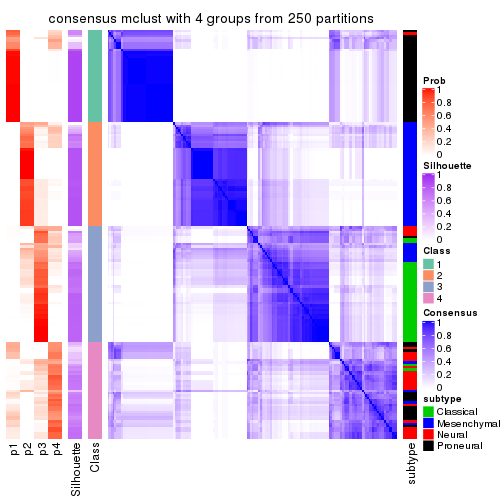 consensus mclust with 4 groups from 250 partitions
Prob
1
0.8
0.6
0.4
0.2
0
Silhouette
1
0.8
0.6
0.4
0.2
0
Class
1
2
3
4
Consensus
1
0.8
0.6
0.4
0.2
0
subtype
Classical
Mesenchymal
Neural
Proneural
p1
p2
p3
p4
Silhouette
Class
subtype